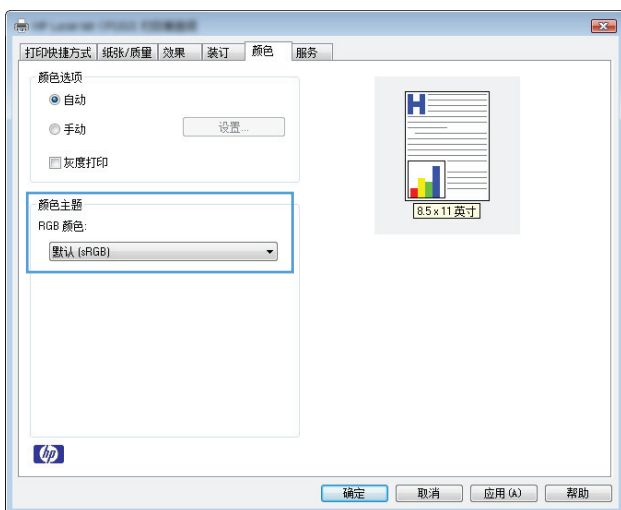 打印快捷方式 纸张/质量 效果 装订 颜色 服务
颜色选项
自动
手动 设置...
灰度打印
H
8.5 x 11 英寸
颜色主题
RGB 颜色:
默认 (sRGB)
hp
确定 取消 应用(A) 帮助